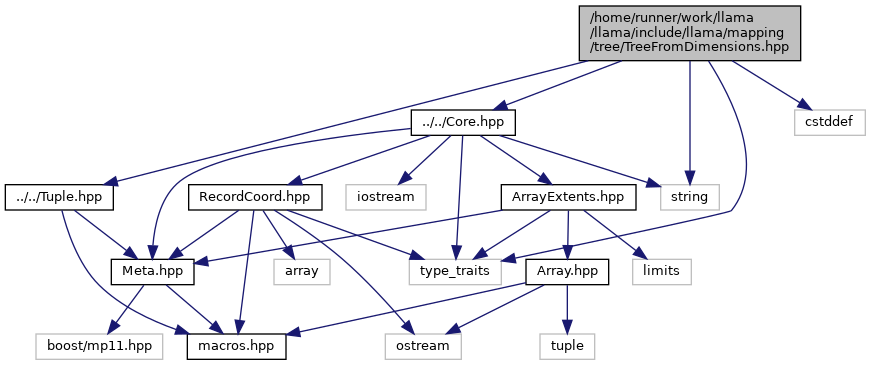 /home/runner/work/llama
/llama/include/llama/mapping
/tree/TreeFromDimensions.hpp
../../Core.hpp
cstddef
../../Tuple.hpp
RecordCoord.hpp
iostream
ArrayExtents.hpp
string
Meta.hpp
array
type_traits
Array.hpp
limits
boost/mp11.hpp
macros.hpp
ostream
tuple